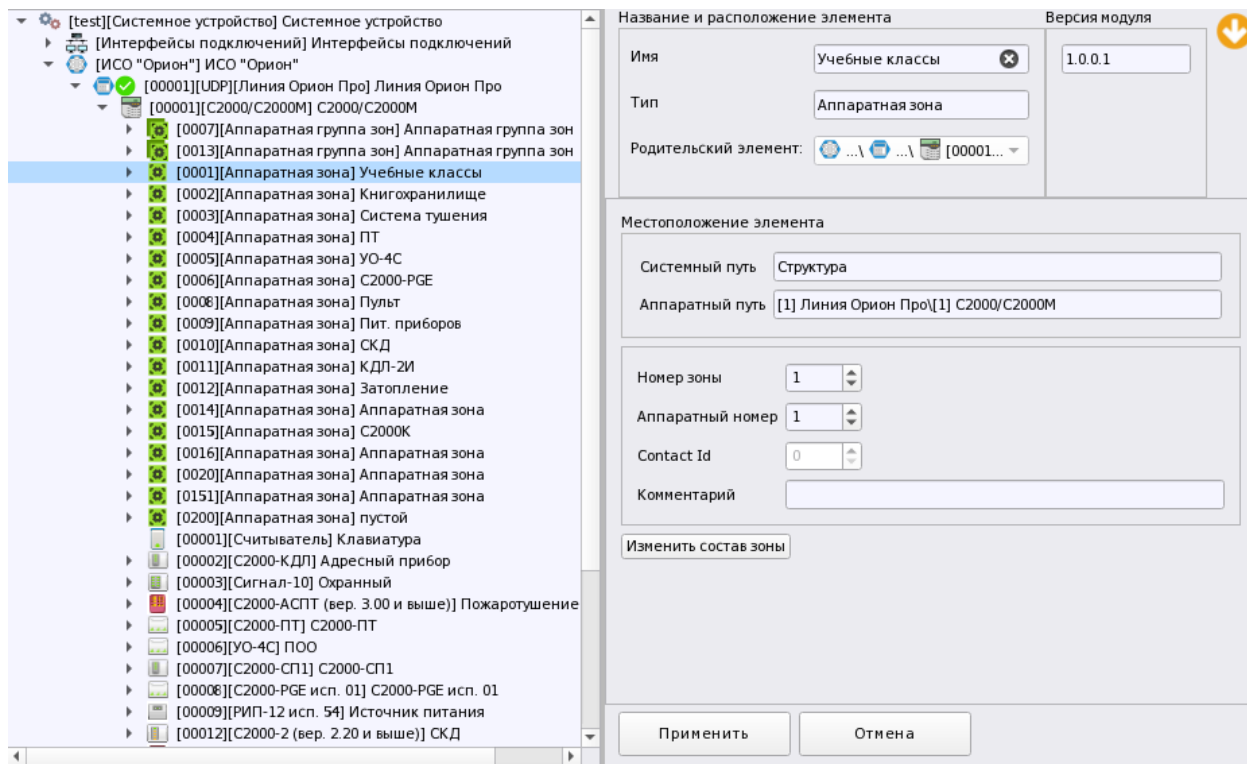 [test][Системное устройство] Системное устройство
[Интерфейсы подключений] Интерфейсы подключений
[ИСО "Орион"] ИСО "Орион"
[00001][UDP][Линия Орион Про] Линия Орион Про
[00001][С2000/С2000М] С2000/С2000М
[0007][Аппаратная группа зон] Аппаратная группа зон
[0013][Аппаратная группа зон] Аппаратная группа зон
[0001][Аппаратная зона] Учебные классы
[0002][Аппаратная зона] Книгохранилище
[0003][Аппаратная зона] Система тушения
[0004][Аппаратная зона] ПТ
[0005][Аппаратная зона] УО-4С
[0006][Аппаратная зона] С2000-PGE
[0008][Аппаратная зона] Пульт
[0009][Аппаратная зона] Пит. приборов
[0010][Аппаратная зона] СКД
[0011][Аппаратная зона] КДЛ-2И
[0012][Аппаратная зона] Затопление
[0014][Аппаратная зона] Аппаратная зона
[0015][Аппаратная зона] С2000К
[0016][Аппаратная зона] Аппаратная зона
[0020][Аппаратная зона] Аппаратная зона
[0151][Аппаратная зона] Аппаратная зона
[0200][Аппаратная зона] пустой
[00001][Считыватель] Клавиатура
[00002][С2000-КДЛ] Адресный прибор
[00003][Сигнал-10] Охранный
[00004][С2000-АСПТ (вер. 3.00 и выше)] Пожаротушение
[00005][С2000-ПТ] С2000-ПТ
[00006][УО-4С] ПОО
[00007][С2000-СП1] С2000-СП1
[00008][С2000-PGE исп. 01] С2000-PGE исп. 01
[00009][РИП-12 исп. 54] Источник питания
[00012][С2000-2 (вер. 2.20 и выше)] СКД
Название и расположение элемента
Версия модуля
Имя
Учебные классы
1.0.0.1
Тип
Аппаратная зона
Родительский элемент:
...\ ...\ [00001...
Местоположение элемента
Системный путь
Структура
Аппаратный путь
[1] Линия Орион Про\[1] С2000/С2000М
Номер зоны
1
Аппаратный номер
1
Contact Id
0
Комментарий
Изменить состав зоны
Применить
Отмена